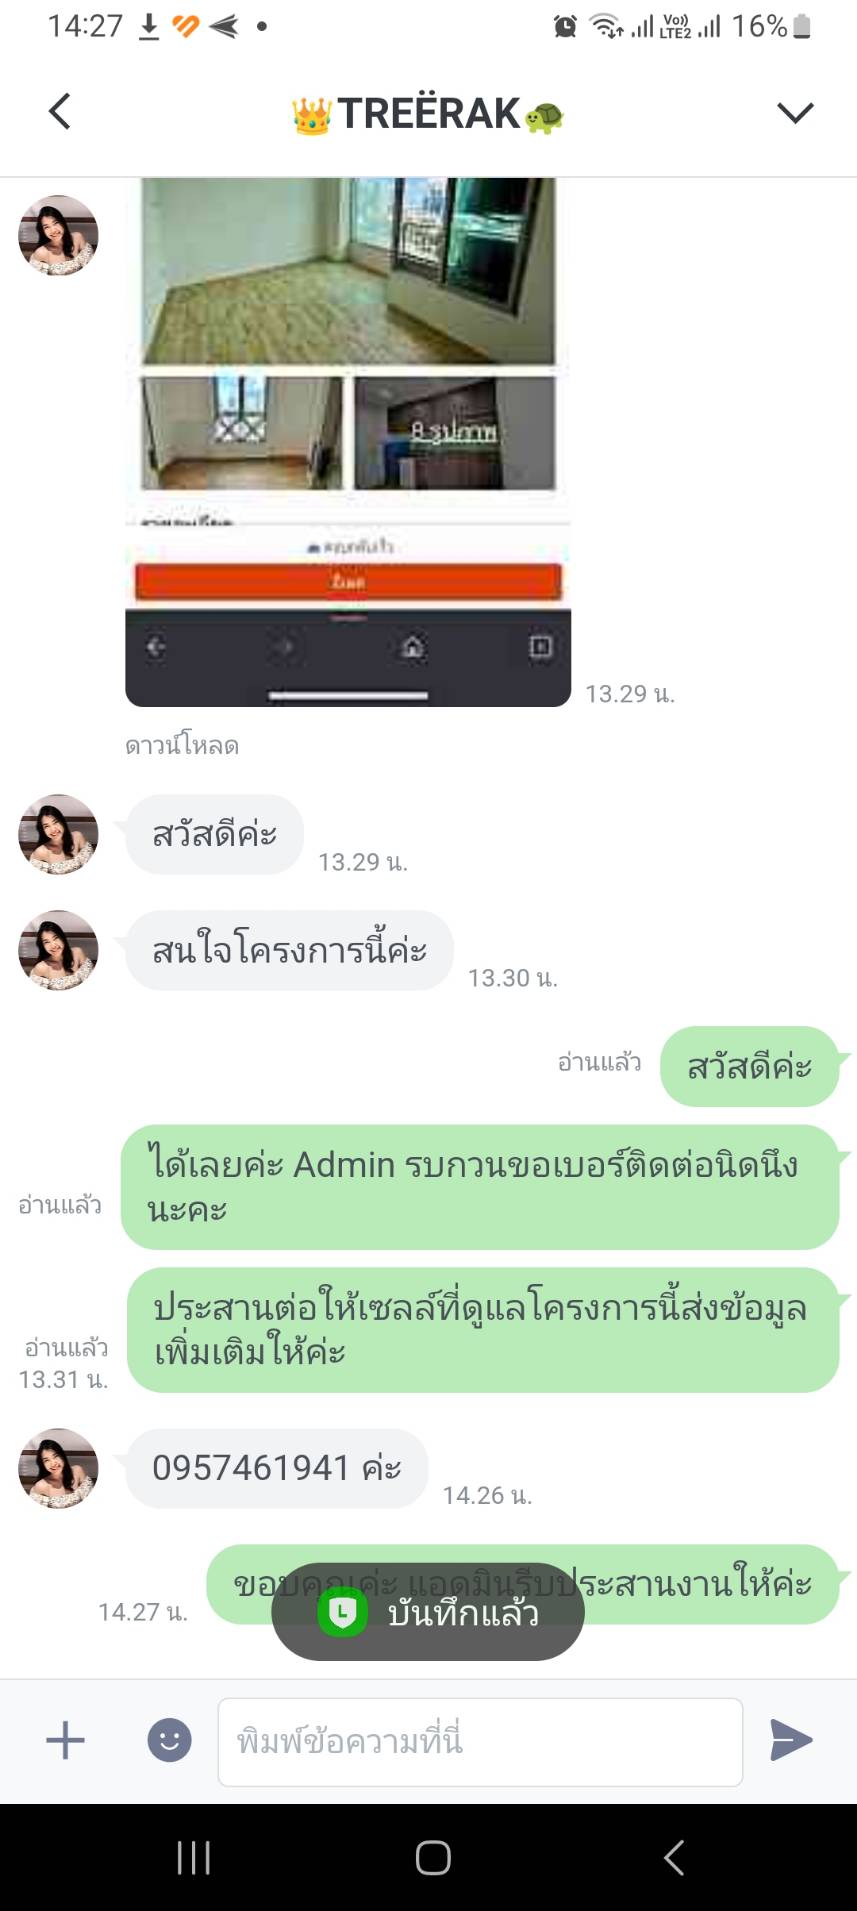 14:27
Vo)) LTE2
16%
👑TREËRAK🐢
8 รูปภาพ
13.29 น.
ดาวน์โหลด
สวัสดีค่ะ
13.29 น.
สนใจโครงการนี้ค่ะ
13.30 น.
อ่านแล้ว
สวัสดีค่ะ
ได้เลยค่ะ Admin รบกวนขอเบอร์ติดต่อนิดนึง
นะคะ
อ่านแล้ว
ประสานต่อให้เซลล์ที่ดูแลโครงการนี้ส่งข้อมูล
เพิ่มเติมให้ค่ะ
อ่านแล้ว
13.31 น.
0957461941 ค่ะ
14.26 น.
ขอบคุณค่ะ แอดมินรีบประสานงานให้ค่ะ
14.27 น.
L บันทึกแล้ว
พิมพ์ข้อความที่นี่